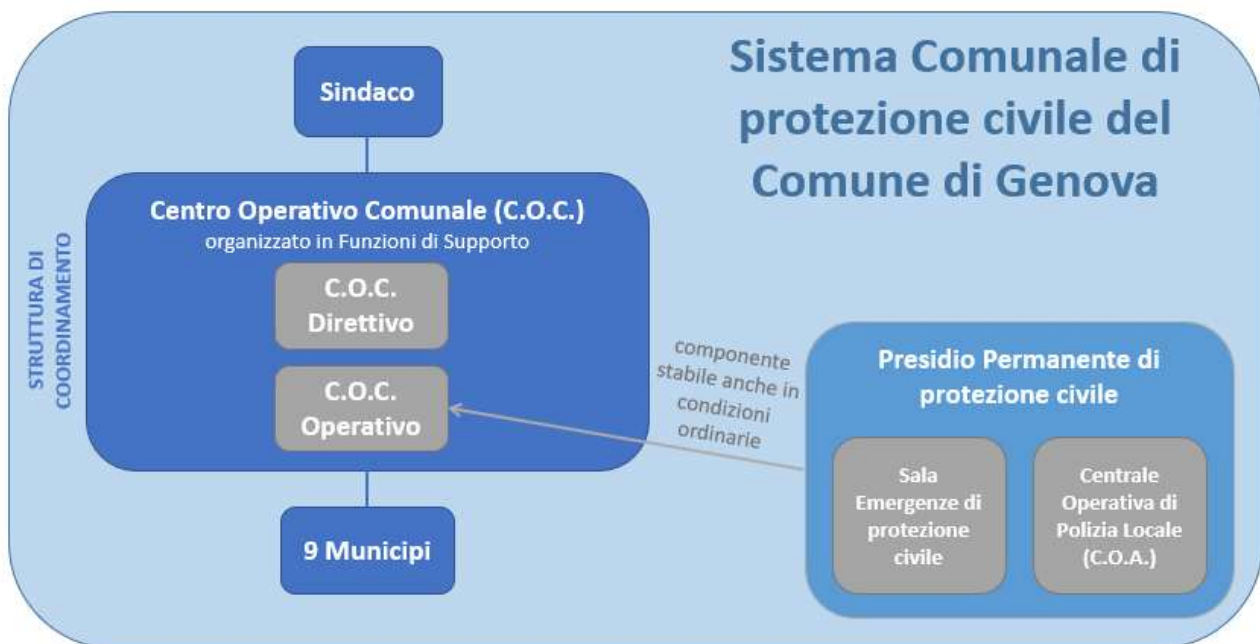 Sistema Comunale di
protezione civile del
Comune di Genova
Sindaco
STRUTTURA DI
COORDINAMENTO
Centro Operativo Comunale (C.O.C.)
organizzato in Funzioni di Supporto
C.O.C.
Direttivo
C.O.C.
Operativo
9 Municipi
componente
stabile anche in
condizioni
ordinarie
Presidio Permanente di
protezione civile
Sala
Emergenze di
protezione
civile
Centrale
Operativa di
Polizia Locale
(C.O.A.)